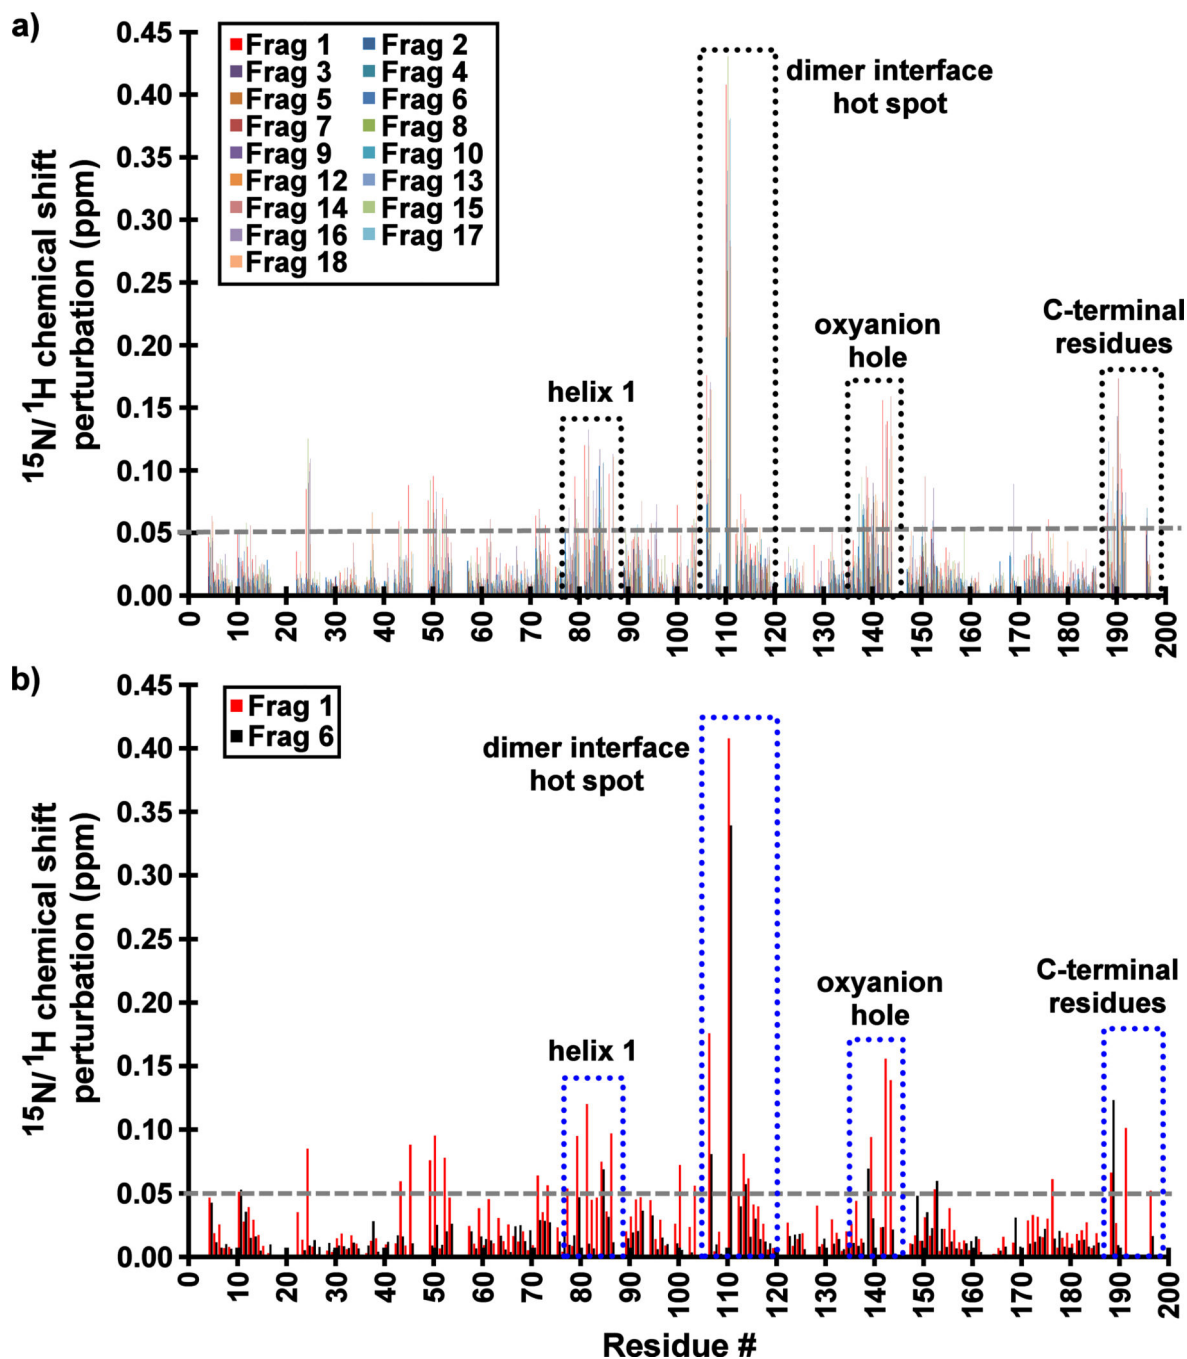 a)
0.45
0.40
0.35
0.30
0.25
0.20
0.15
0.10
0.05
0.00
15N/1H chemical shift
perturbation (ppm)
Frag 1 Frag 2
Frag 3 Frag 4
Frag 5 Frag 6
Frag 7 Frag 8
Frag 9 Frag 10
Frag 12 Frag 13
Frag 14 Frag 15
Frag 16 Frag 17
Frag 18
dimer interface
hot spot
helix 1
oxyanion
hole
C-terminal
residues
0 10 20 30 40 50 60 70 80 90 100 110 120 130 140 150 160 170 180 190 200
b)
0.45
0.40
0.35
0.30
0.25
0.20
0.15
0.10
0.05
0.00
15N/1H chemical shift
perturbation (ppm)
Frag 1
Frag 6
dimer interface
hot spot
helix 1
oxyanion
hole
C-terminal
residues
0 10 20 30 40 50 60 70 80 90 100 110 120 130 140 150 160 170 180 190 200
Residue #